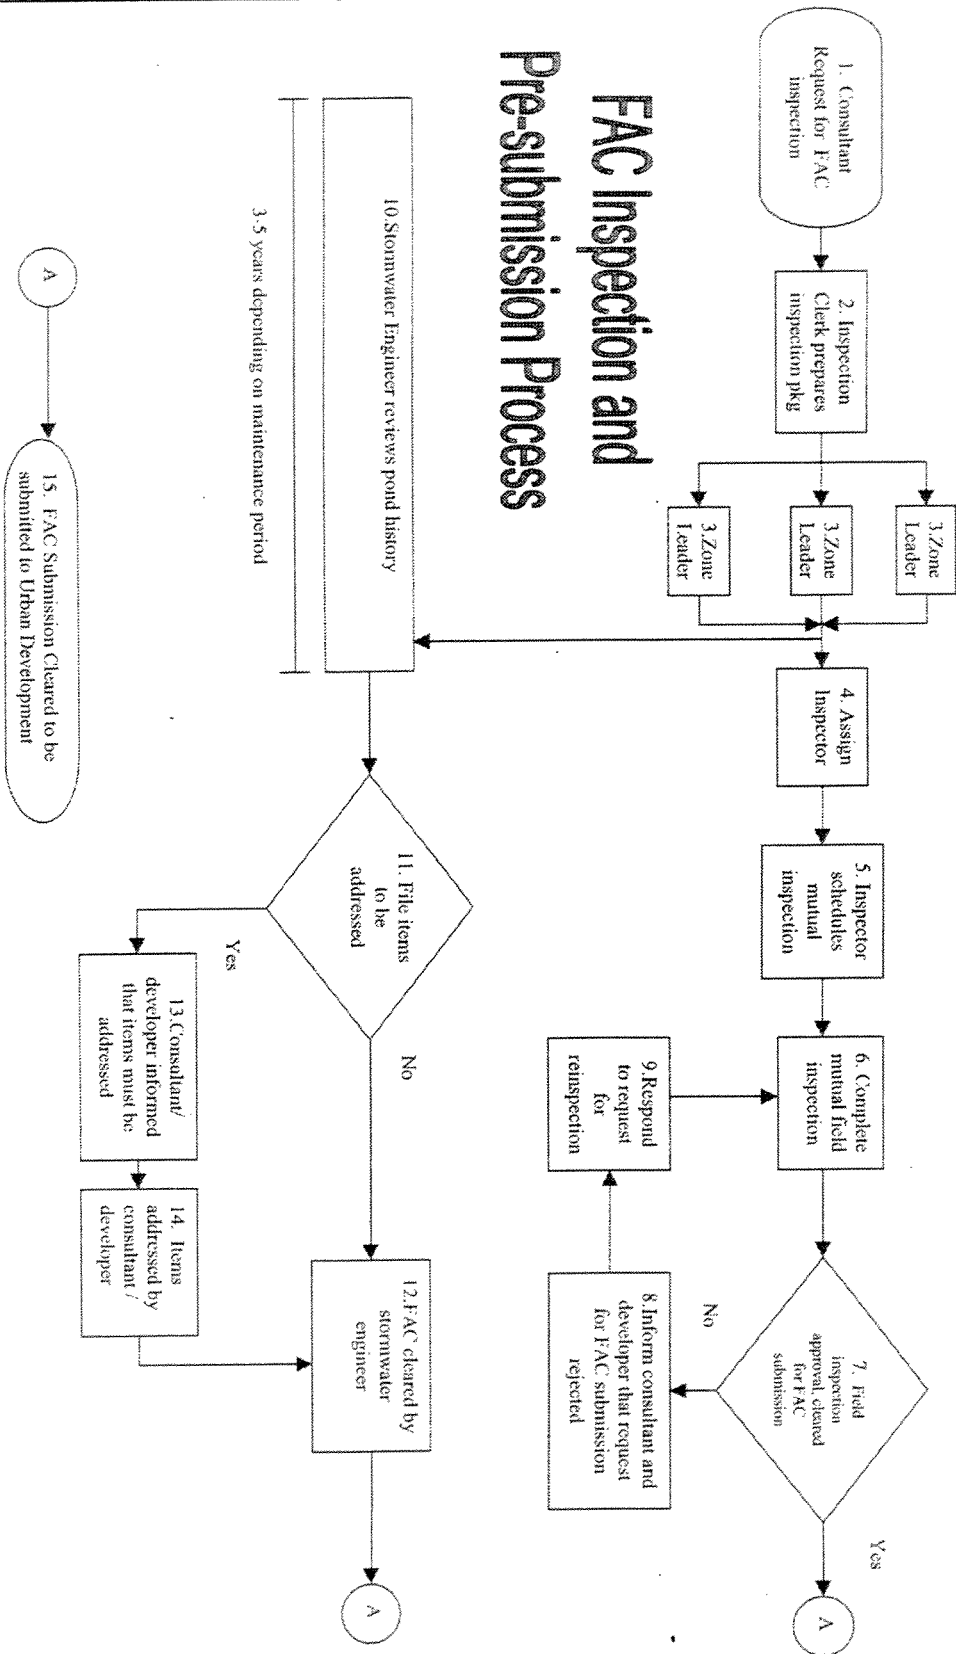 FAC Inspection and
Pre-submission Process
1. Consultant
Request for FAC
inspection
2. Inspection
Clerk prepares
inspection pkg
3.Zone
Leader
3.Zone
Leader
3.Zone
Leader
4. Assign
Inspector
5. Inspector
schedules
mutual
inspection
6. Complete
mutual field
inspection
7. Field
inspection
approval, cleared
for FAC
submission
Yes
A
No
8.Inform consultant and
developer that request
for FAC submission
rejected
9.Respond
to request
for
reinspection
10.Stormwater Engineer reviews pond history
3-5 years depending on maintenance period
11. File items
to be
addressed
No
12.FAC cleared by
stormwater
engineer
A
Yes
13.Consultant/
developer informed
that items must be
addressed
14. Items
addressed by
consultant /
developer
A
15. FAC Submission Cleared to be
submitted to Urban Development